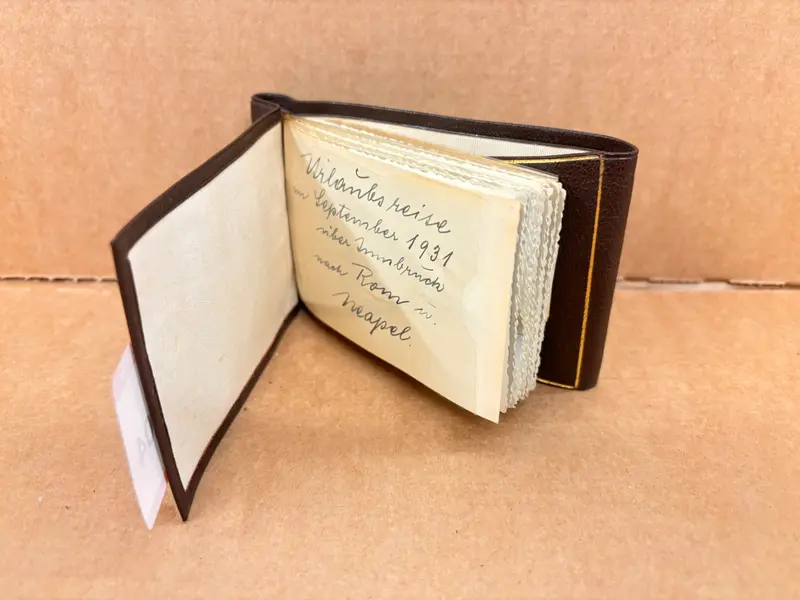 Urlaubsreise
im September 1931
über Innsbruck
nach Rom u.
Neapel.